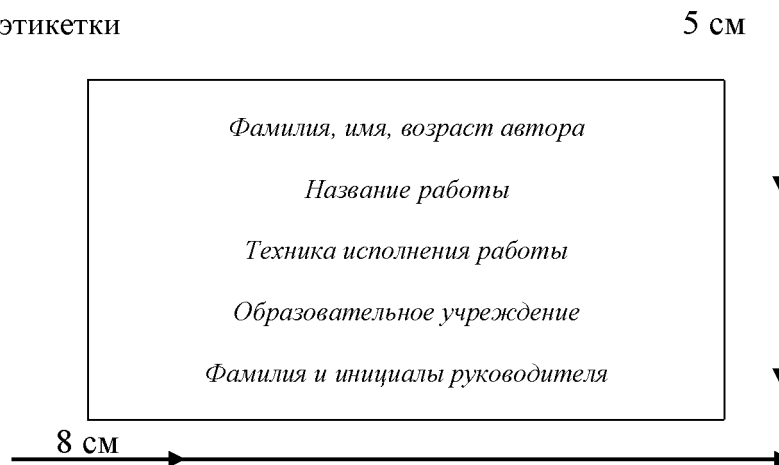 этикетки 5 см
Фамилия, имя, возраст автора
Название работы
Техника исполнения работы
Образовательное учреждение
Фамилия и инициалы руководителя
8 см